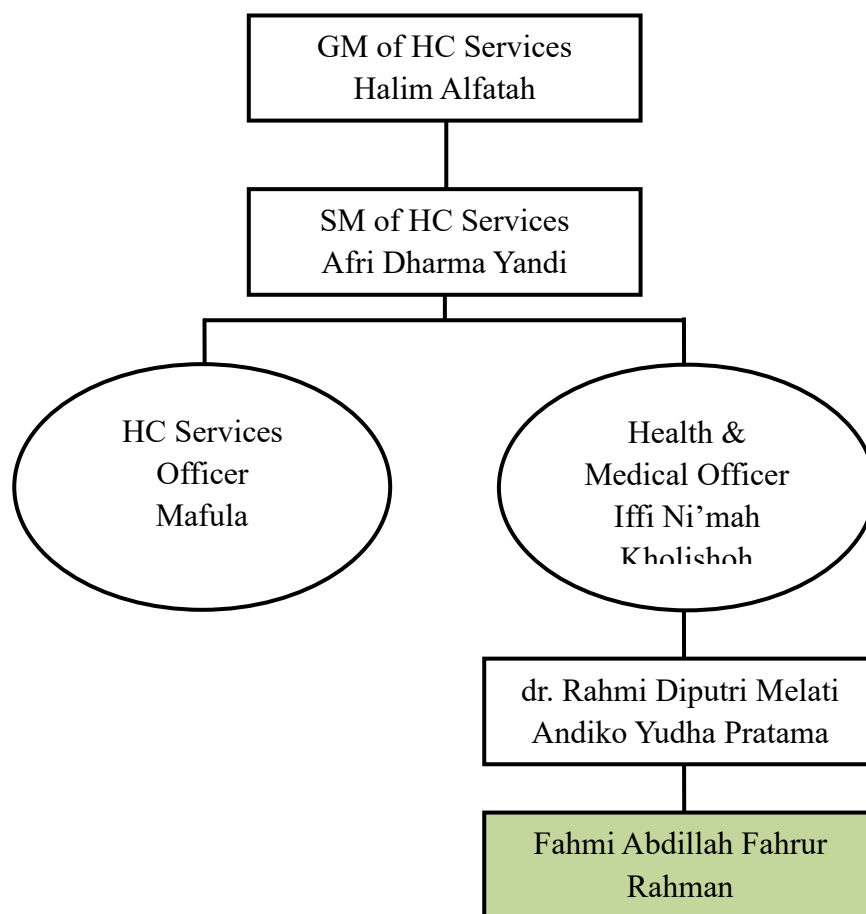 GM of HC Services
Halim Alfatah
SM of HC Services
Afri Dharma Yandi
HC Services
Officer
Mafula
Health &
Medical Officer
Iffi Ni’mah
Kholishoh
dr. Rahmi Diputri Melati
Andiko Yudha Pratama
Fahmi Abdillah Fahrur
Rahman